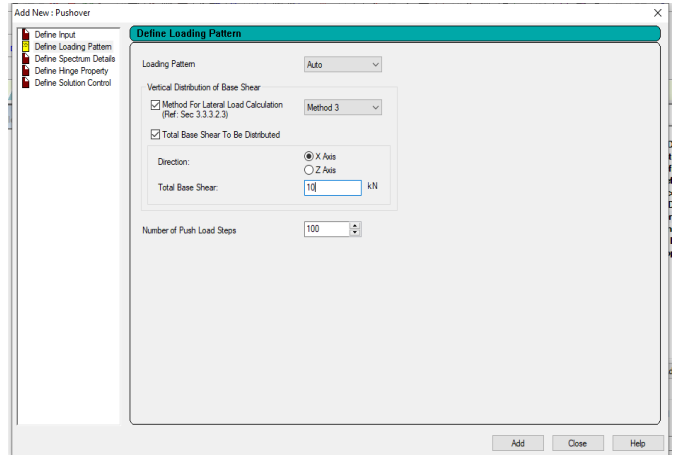 Add New : Pushover
Define Input
Define Loading Pattern
Define Spectrum Details
Define Hinge Property
Define Solution Control
Define Loading Pattern
Loading Pattern
Auto
Vertical Distribution of Base Shear
Method For Lateral Load Calculation
(Ref: Sec 3.3.3.2.3)
Method 3
Total Base Shear To Be Distributed
Direction:
X Axis
Z Axis
Total Base Shear:
10
kN
Number of Push Load Steps
100
Add
Close
Help